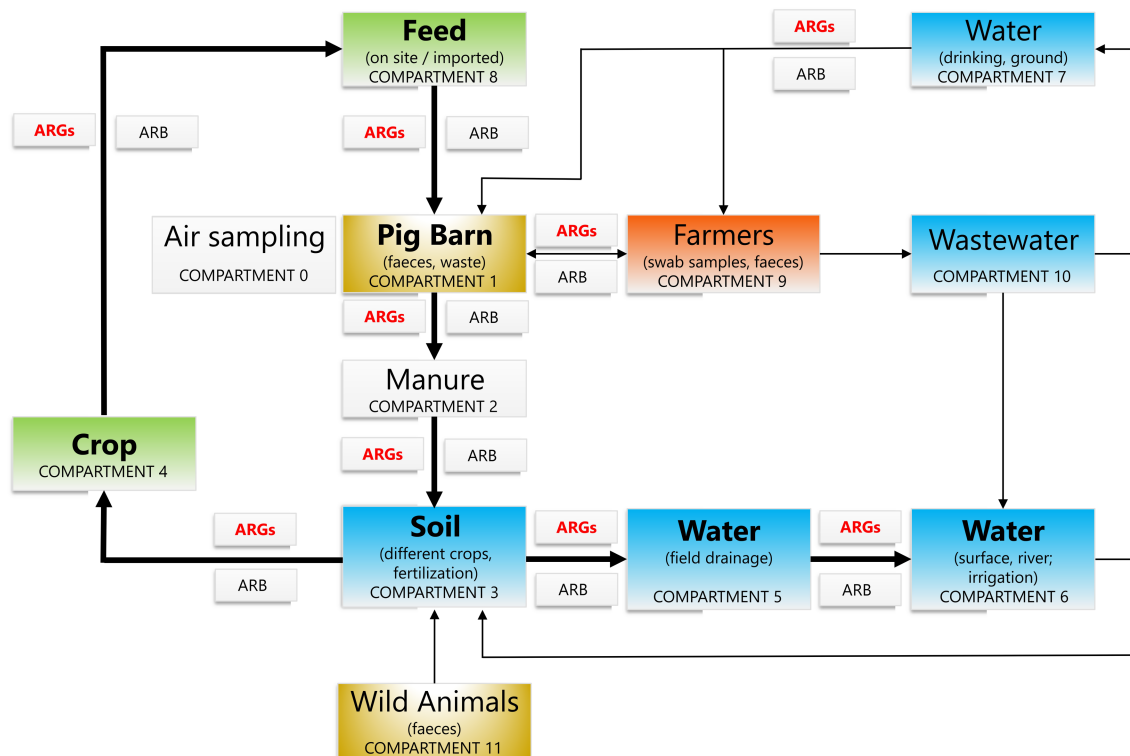 Feed
(on site / imported)
COMPARTMENT 8
ARGs
ARB
Water
(drinking, ground)
COMPARTMENT 7
ARGs
ARB
ARGs
ARB
Air sampling
COMPARTMENT 0
Pig Barn
(faeces, waste)
COMPARTMENT 1
ARGs
ARB
Farmers
(swab samples, faeces)
COMPARTMENT 9
Wastewater
COMPARTMENT 10
ARGs
ARB
Manure
COMPARTMENT 2
Crop
COMPARTMENT 4
ARGs
ARB
ARGs
ARB
Soil
(different crops,
fertilization)
COMPARTMENT 3
ARGs
ARB
Water
(field drainage)
COMPARTMENT 5
ARGs
ARB
Water
(surface, river;
irrigation)
COMPARTMENT 6
Wild Animals
(faeces)
COMPARTMENT 11